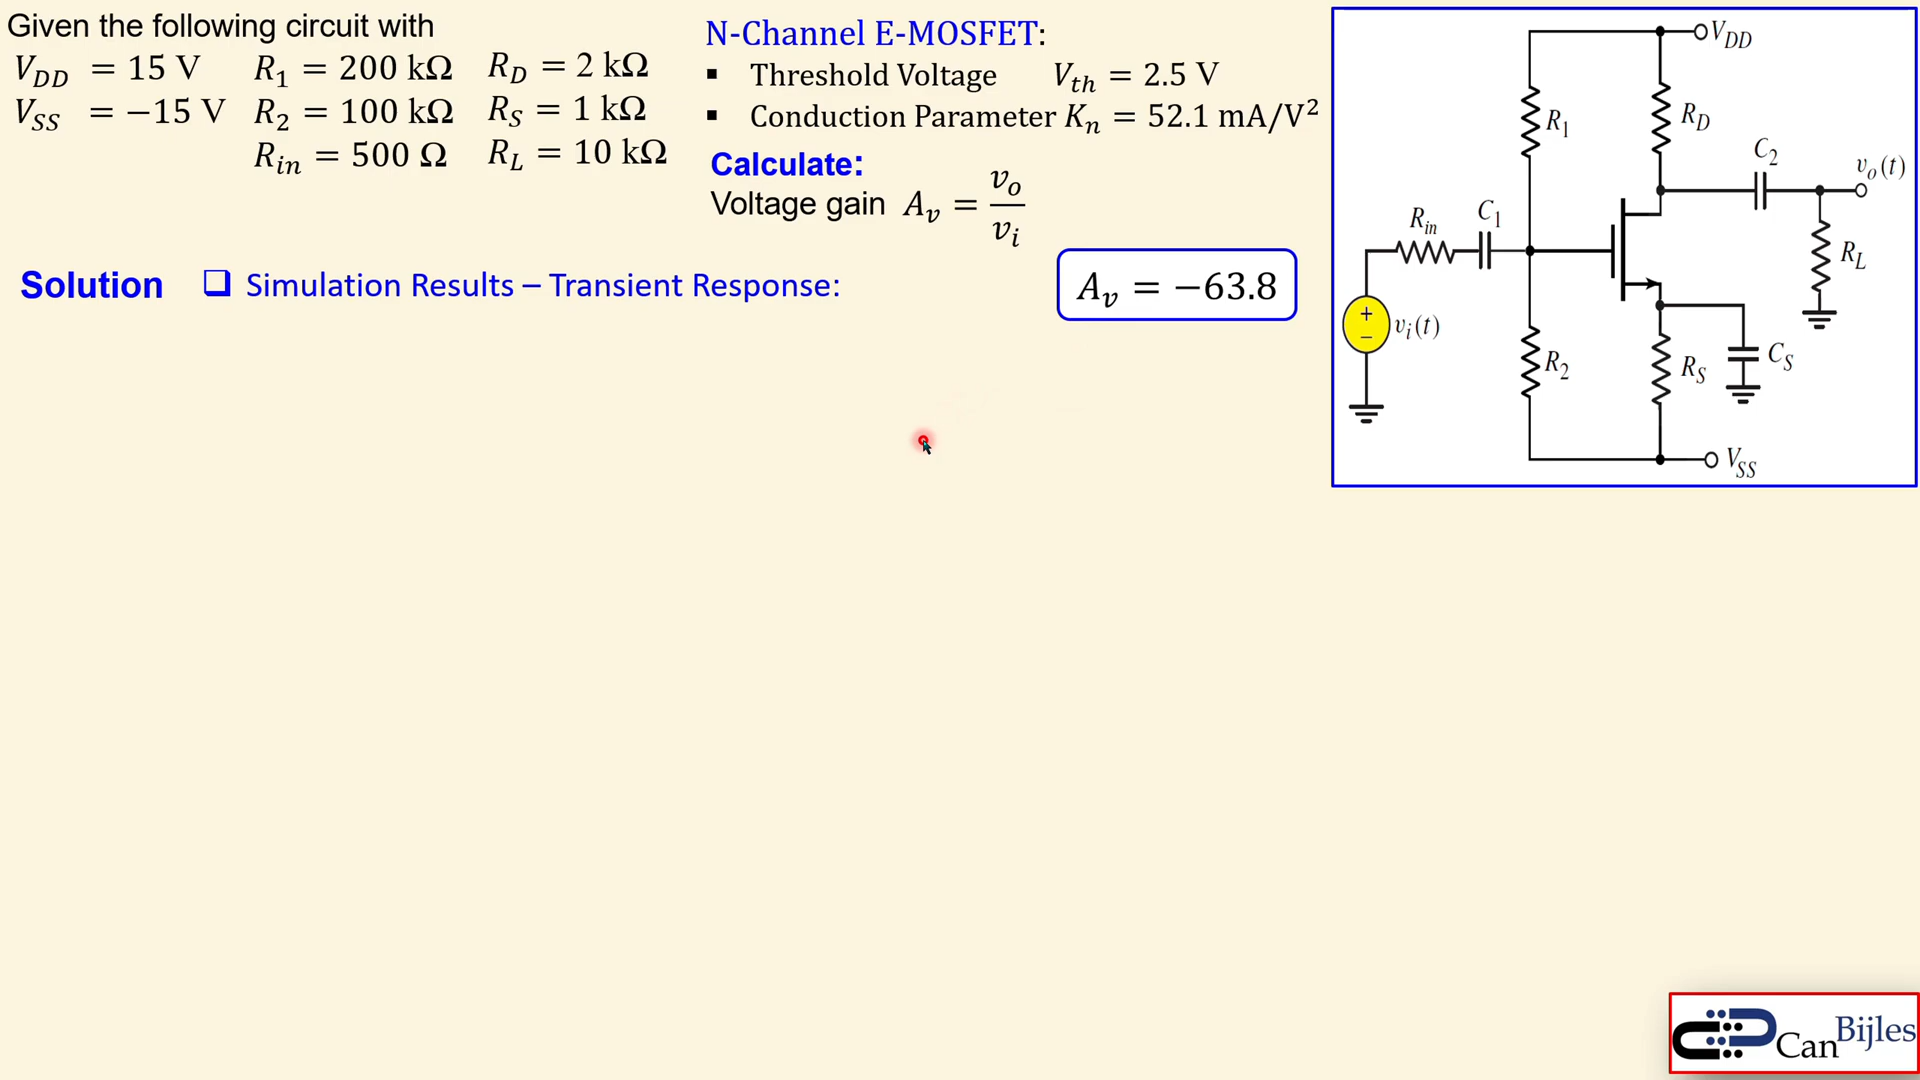 Given the following circuit with
V_DD = 15 V R_1 = 200 kΩ R_D = 2 kΩ
V_SS = −15 V R_2 = 100 kΩ R_S = 1 kΩ
R_in = 500 Ω R_L = 10 kΩ
N-Channel E-MOSFET:
▪ Threshold Voltage V_th = 2.5 V
▪ Conduction Parameter K_n = 52.1 mA/V²
Calculate:
Voltage gain A_v = v_o / v_i
Solution ❑ Simulation Results – Transient Response:
A_v = −63.8
V_DD
R_1
R_D
C_2
v_o(t)
R_in
C_1
R_L
+
−
v_i(t)
R_2
R_S
C_S
V_SS
CanBijles